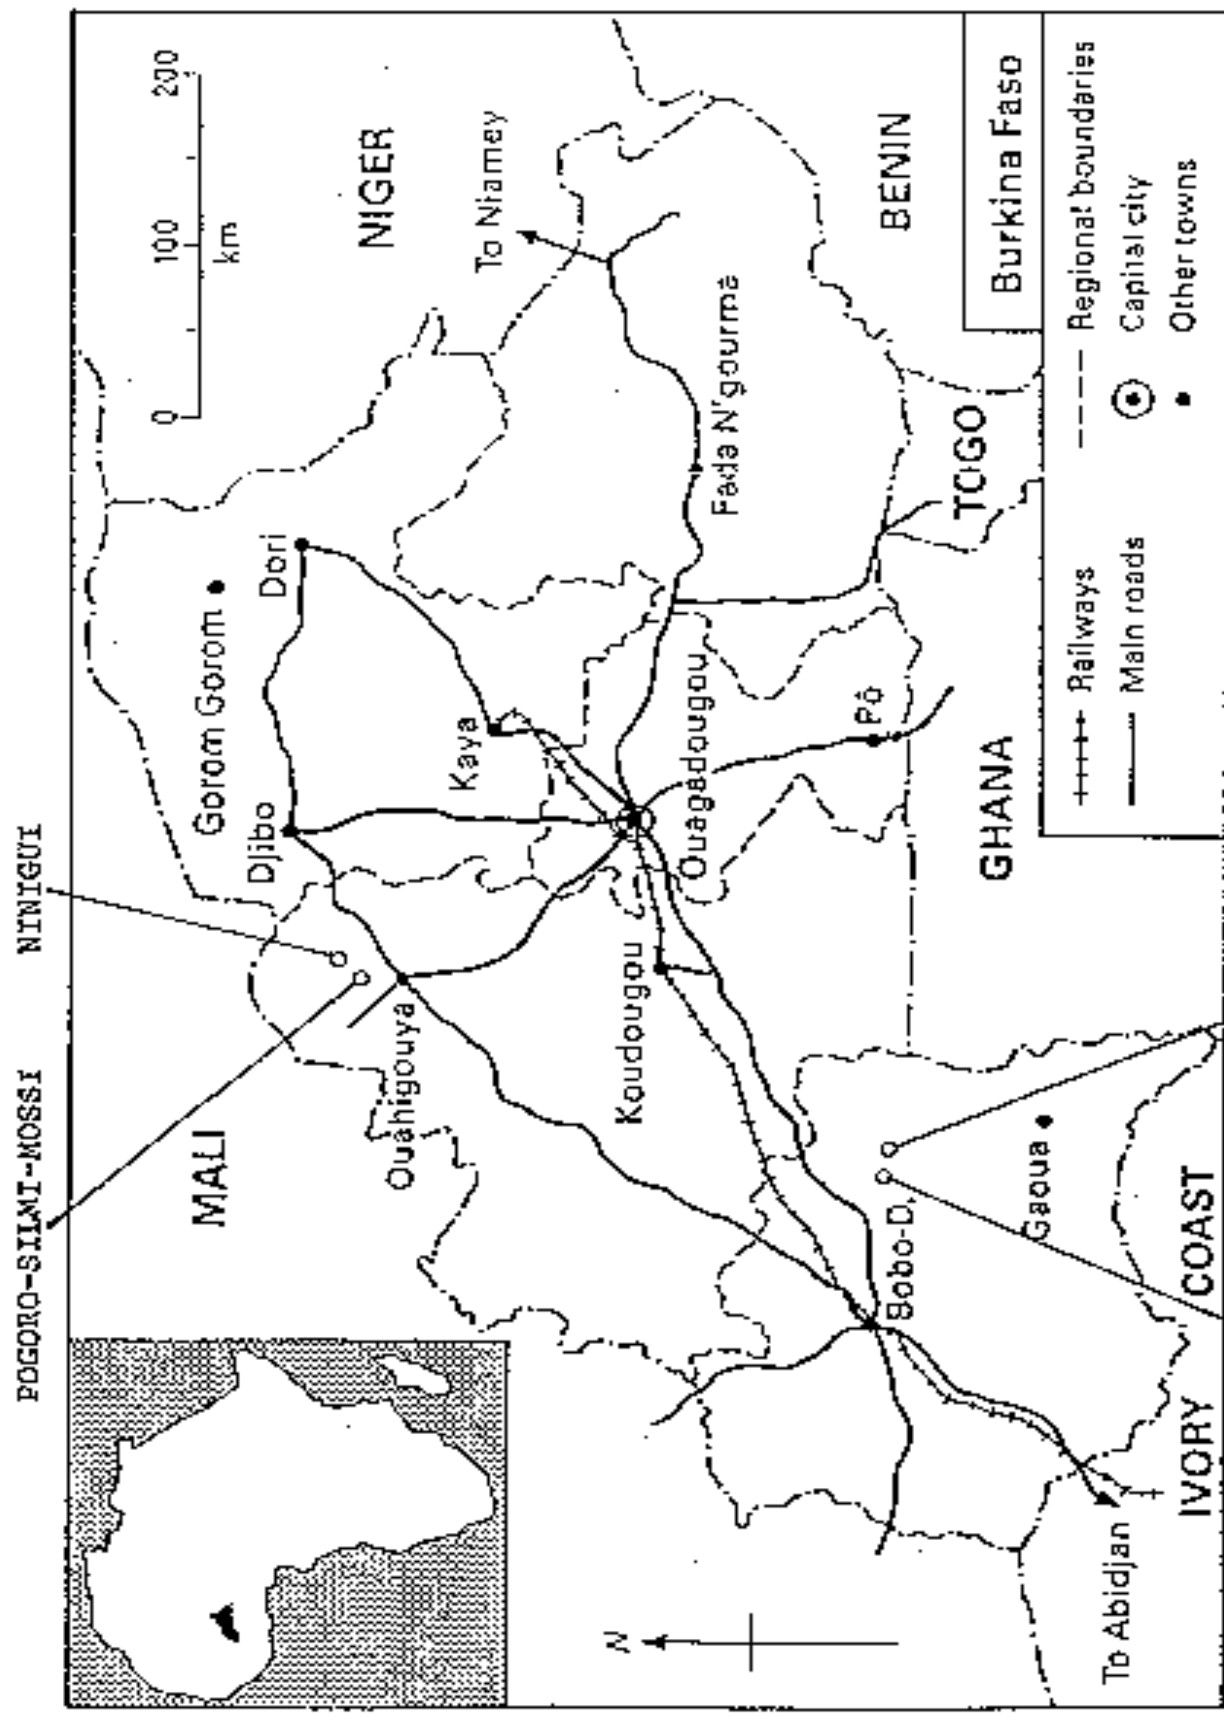 POGORO-SILMI-MOSSI
NINIGUI
0
100
200
km
MALI
NIGER
Gorom Gorom
Djibo
Dori
Ouahigouya
Kaya
To Niamey
N
Koudougou
Ouagadougou
Fada N'gourma
Bobo-D.
Pô
BENIN
Gaoua
GHANA
TOGO
Burkina Faso
To Abidjan
IVORY COAST
Railways
Main roads
Regional boundaries
Capital city
Other towns